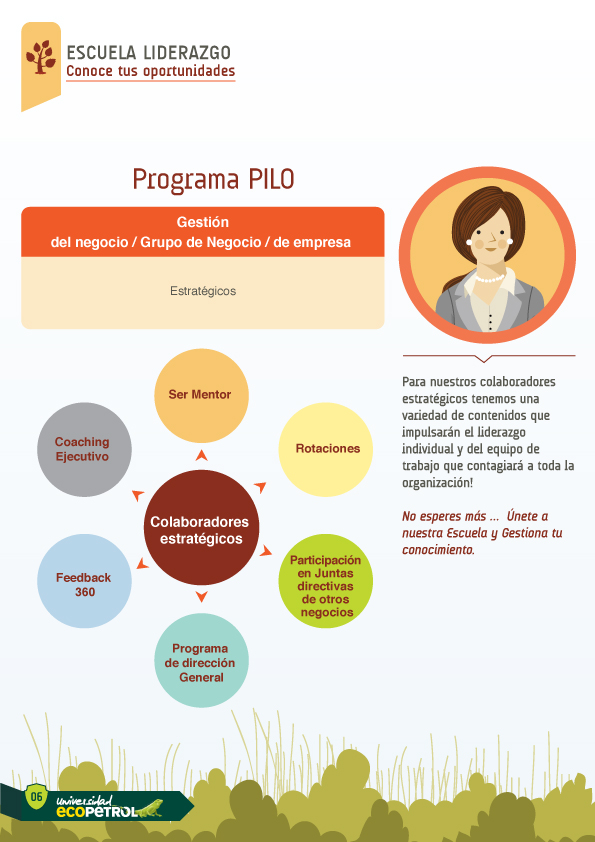 ESCUELA LIDERAZGO
Conoce tus oportunidades
Programa PILO
Gestión
del negocio / Grupo de Negocio / de empresa
Estratégicos
Ser Mentor
Coaching
Ejecutivo
Rotaciones
Colaboradores
estratégicos
Feedback
360
Participación
en Juntas
directivas
de otros
negocios
Programa
de dirección
General
Para nuestros colaboradores
estratégicos tenemos una
variedad de contenidos que
impulsarán el liderazgo
individual y del equipo de
trabajo que contagiará a toda la
organización!
No esperes más ... Únete a
nuestra Escuela y Gestiona tu
conocimiento.
06
universidad
ECOPETROL